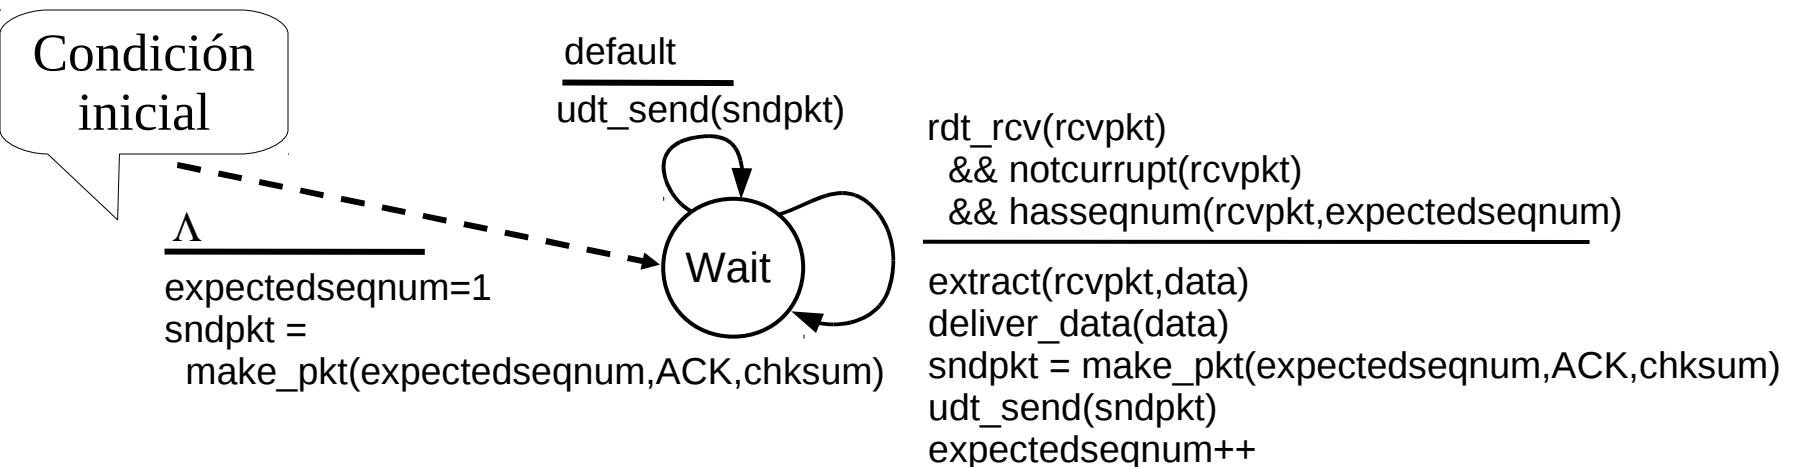 Condición
inicial
default
udt_send(sndpkt)
rdt_rcv(rcvpkt)
&& notcurrupt(rcvpkt)
&& hasseqnum(rcvpkt,expectedseqnum)
Λ
expectedseqnum=1
sndpkt =
make_pkt(expectedseqnum,ACK,chksum)
Wait
extract(rcvpkt,data)
deliver_data(data)
sndpkt = make_pkt(expectedseqnum,ACK,chksum)
udt_send(sndpkt)
expectedseqnum++